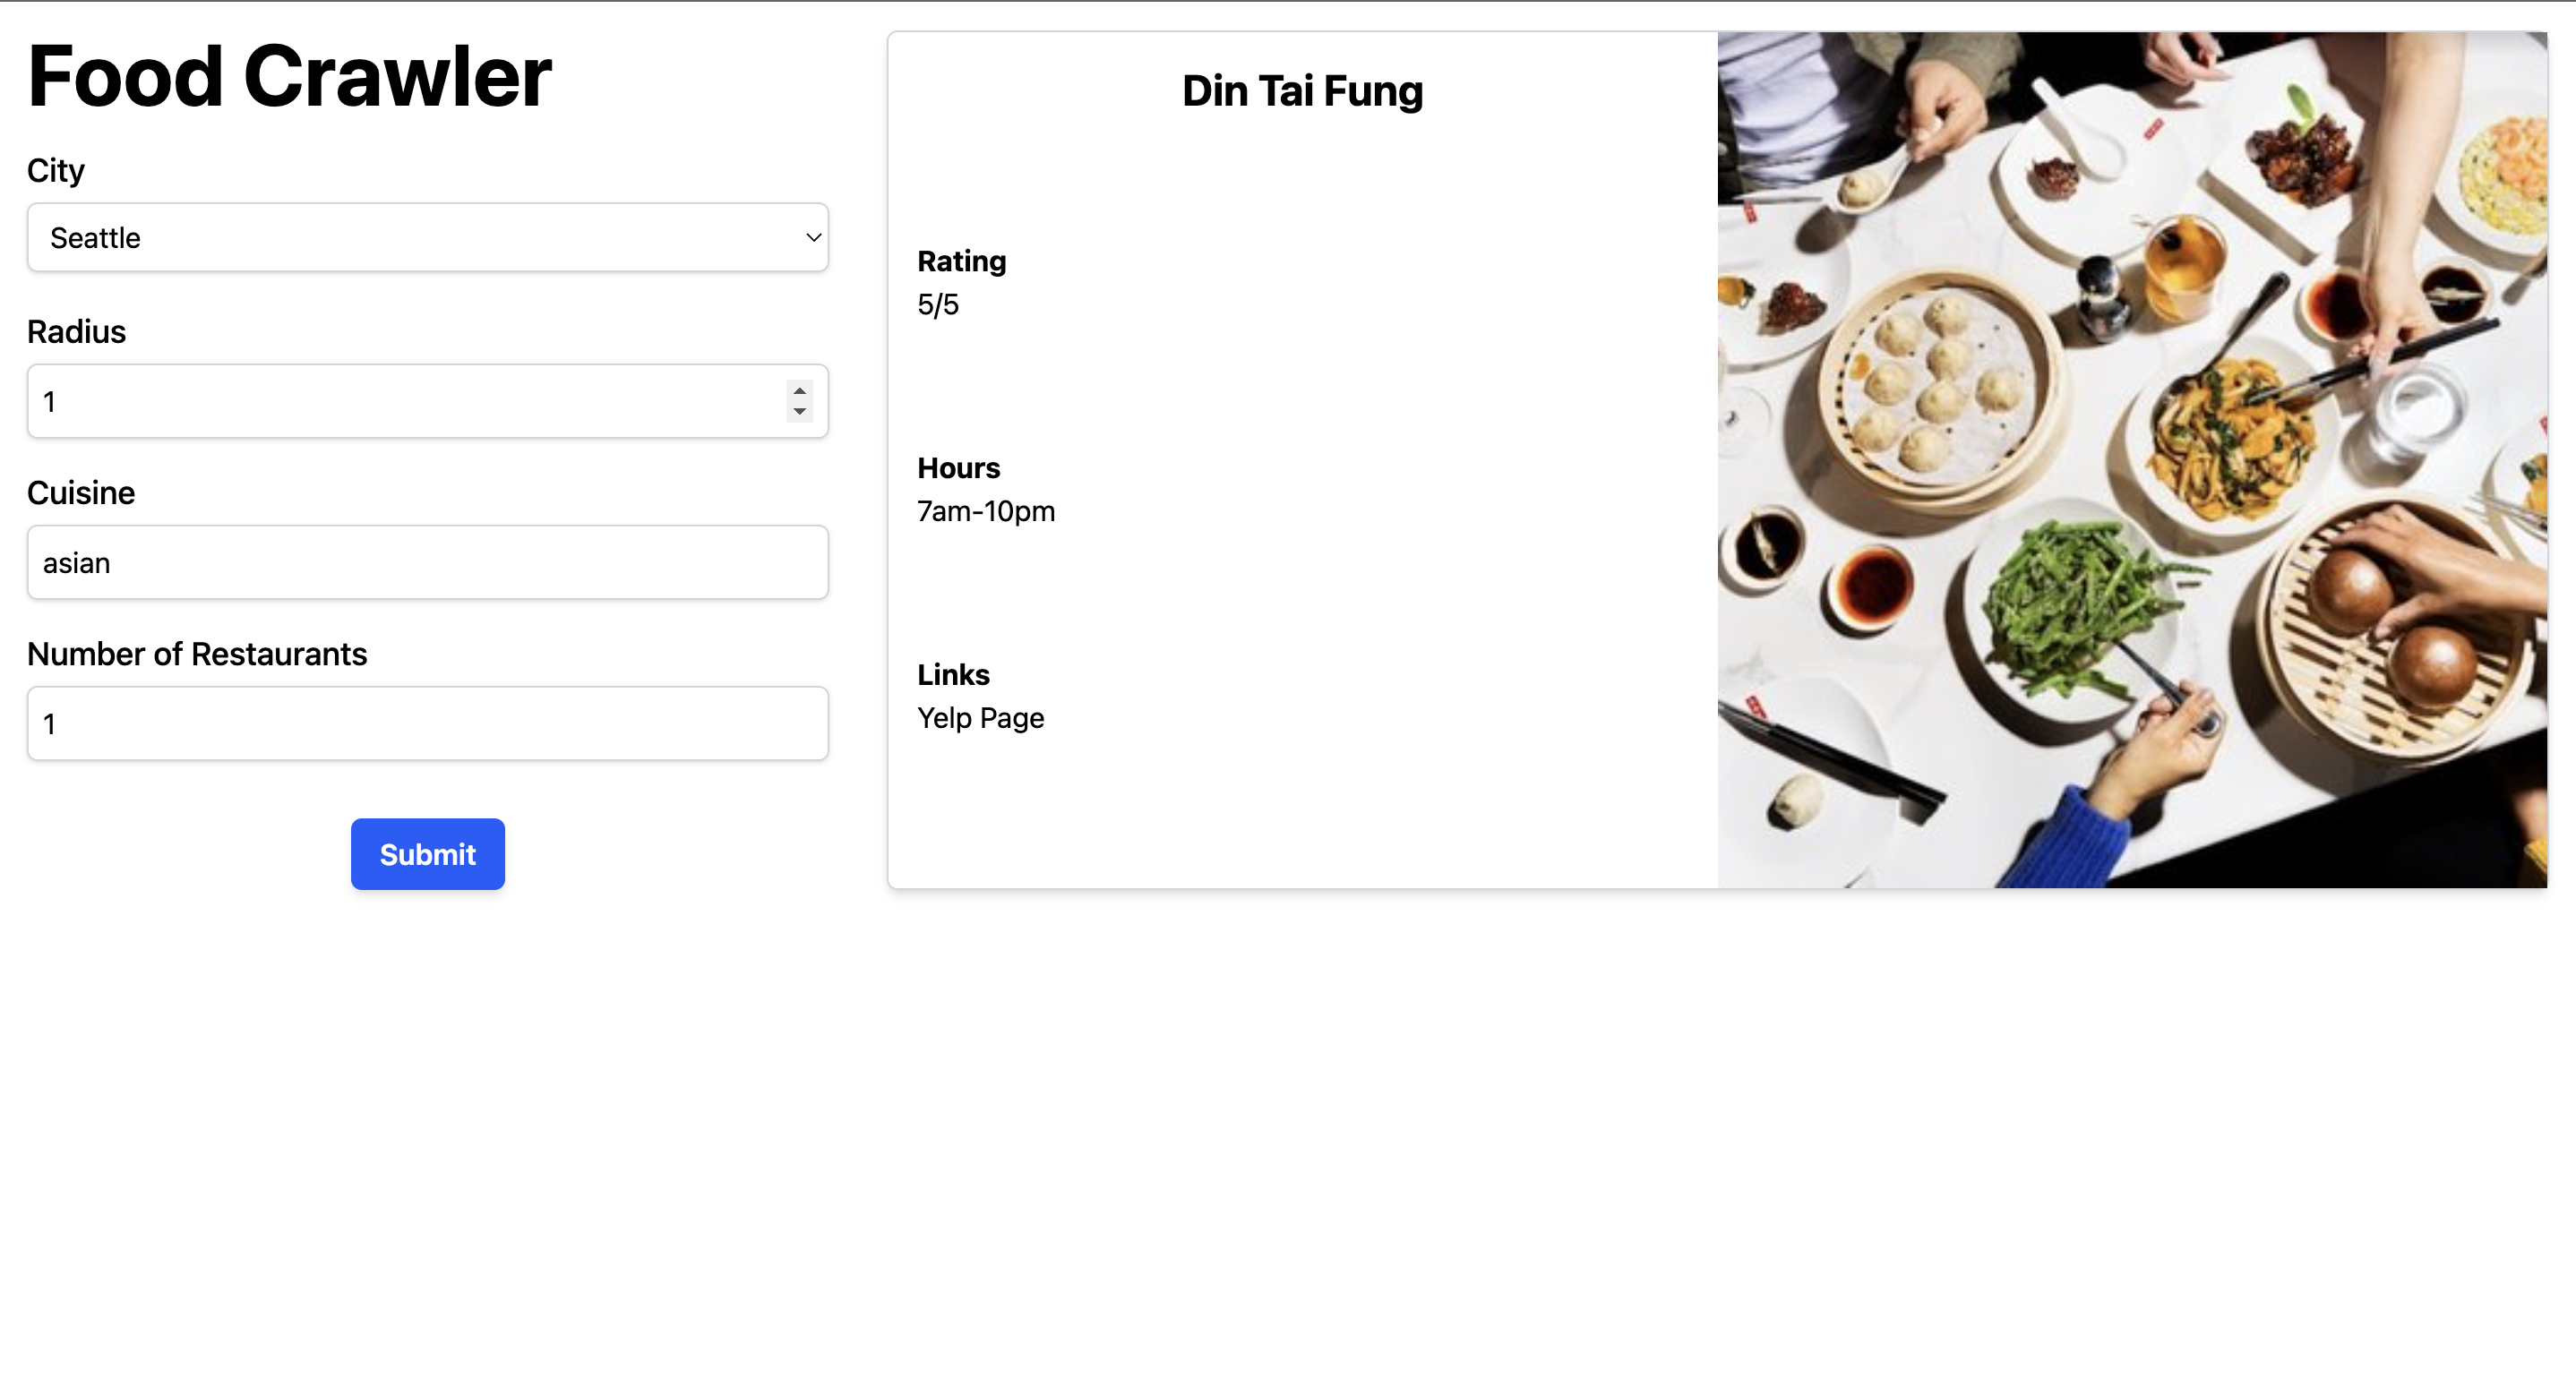 Food Crawler
City
Seattle
Radius
1
Cuisine
asian
Number of Restaurants
1
Submit
Din Tai Fung
Rating
5/5
Hours
7am-10pm
Links
Yelp Page